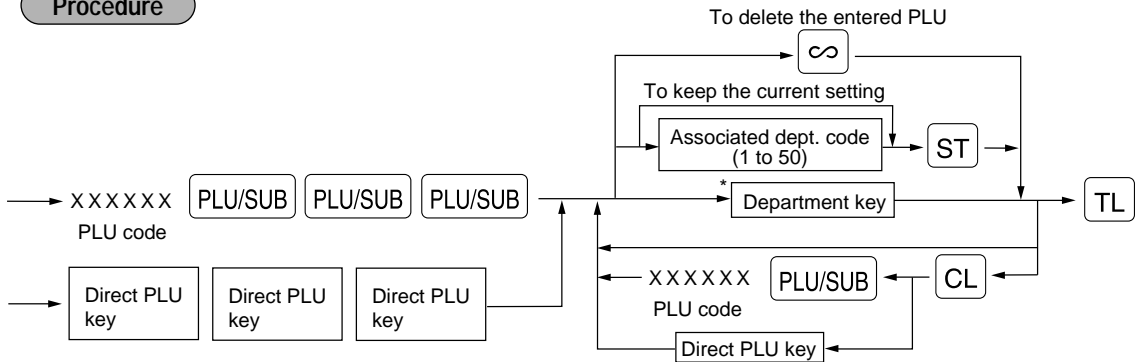 Procedure
To delete the entered PLU
∞
To keep the current setting
Associated dept. code
(1 to 50)
ST
XXXXXX
PLU/SUB
PLU/SUB
PLU/SUB
*
Department key
TL
PLU code
XXXXXX
PLU/SUB
CL
PLU code
Direct PLU
key
Direct PLU
key
Direct PLU
key
Direct PLU key